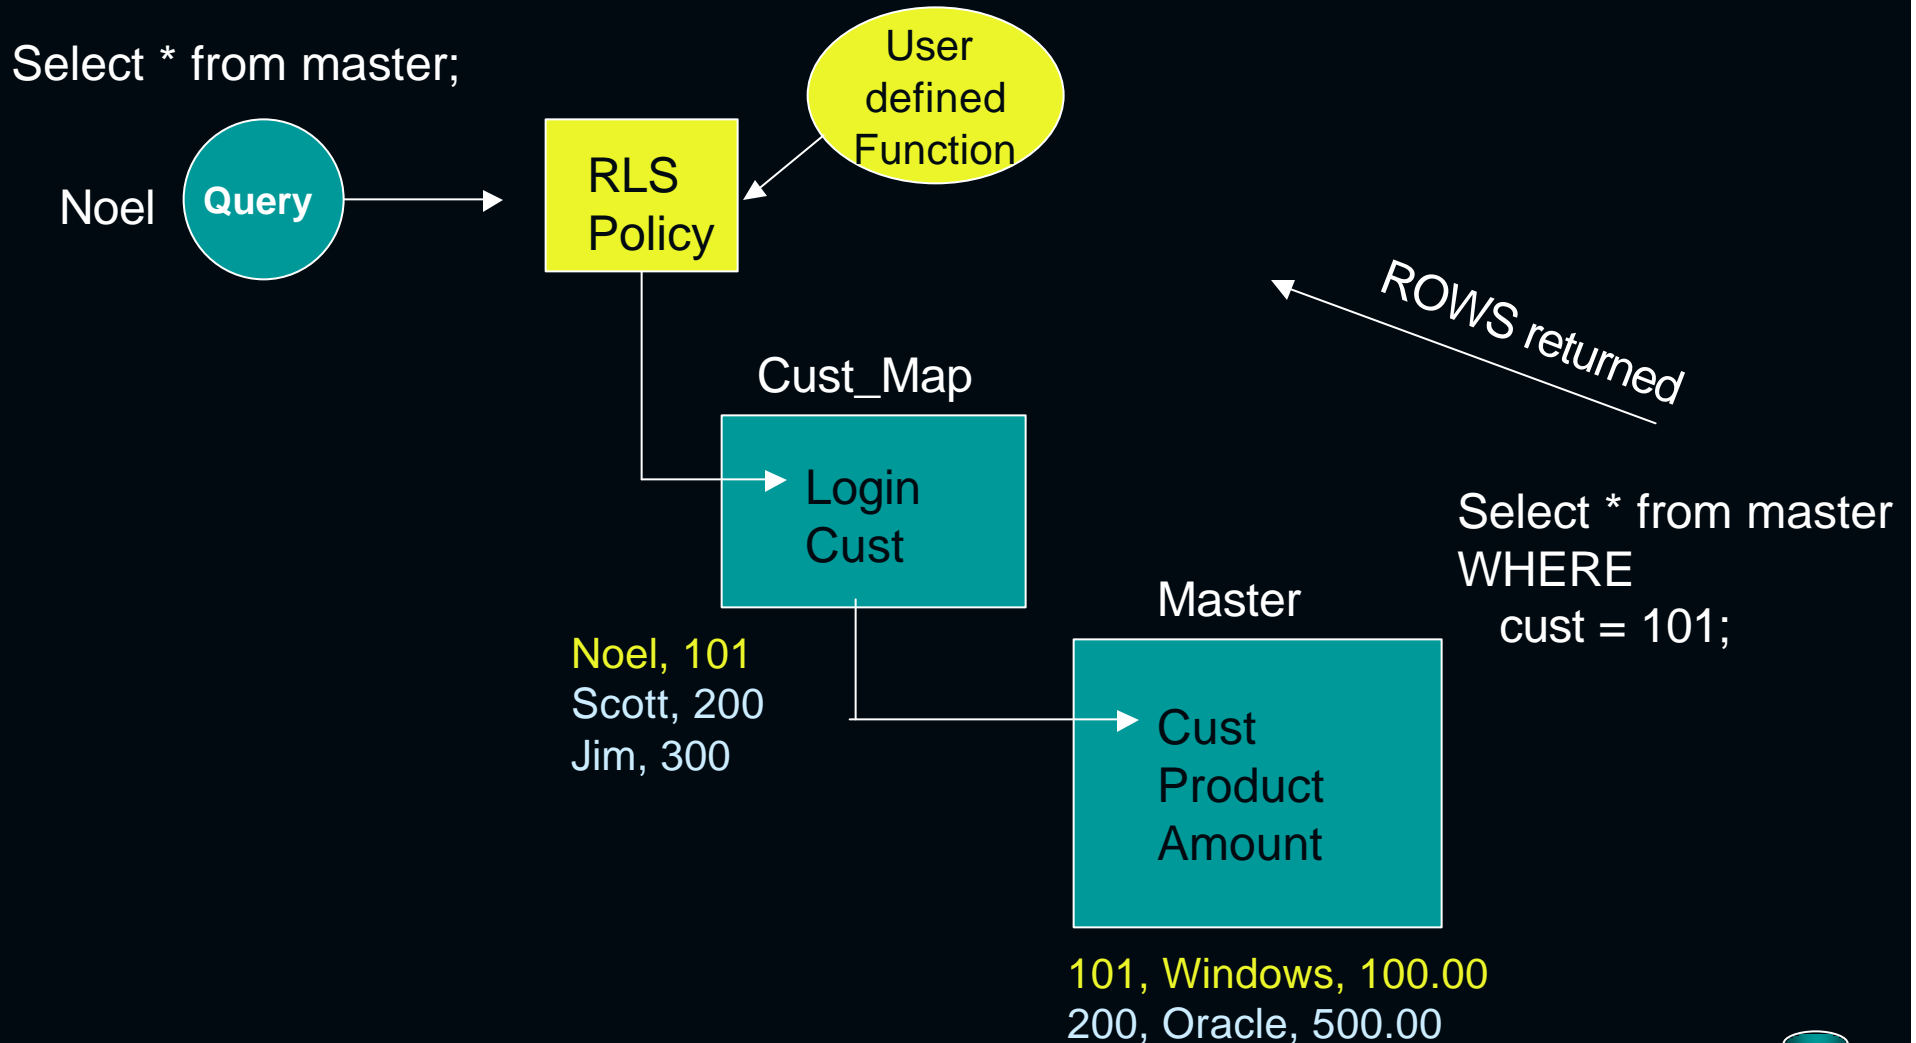 Select * from master;
Noel
Query
RLS
Policy
User
defined
Function
ROWS returned
Cust_Map
Login
Cust
Noel, 101
Scott, 200
Jim, 300
Master
Cust
Product
Amount
Select * from master
WHERE
cust = 101;
101, Windows, 100.00
200, Oracle, 500.00